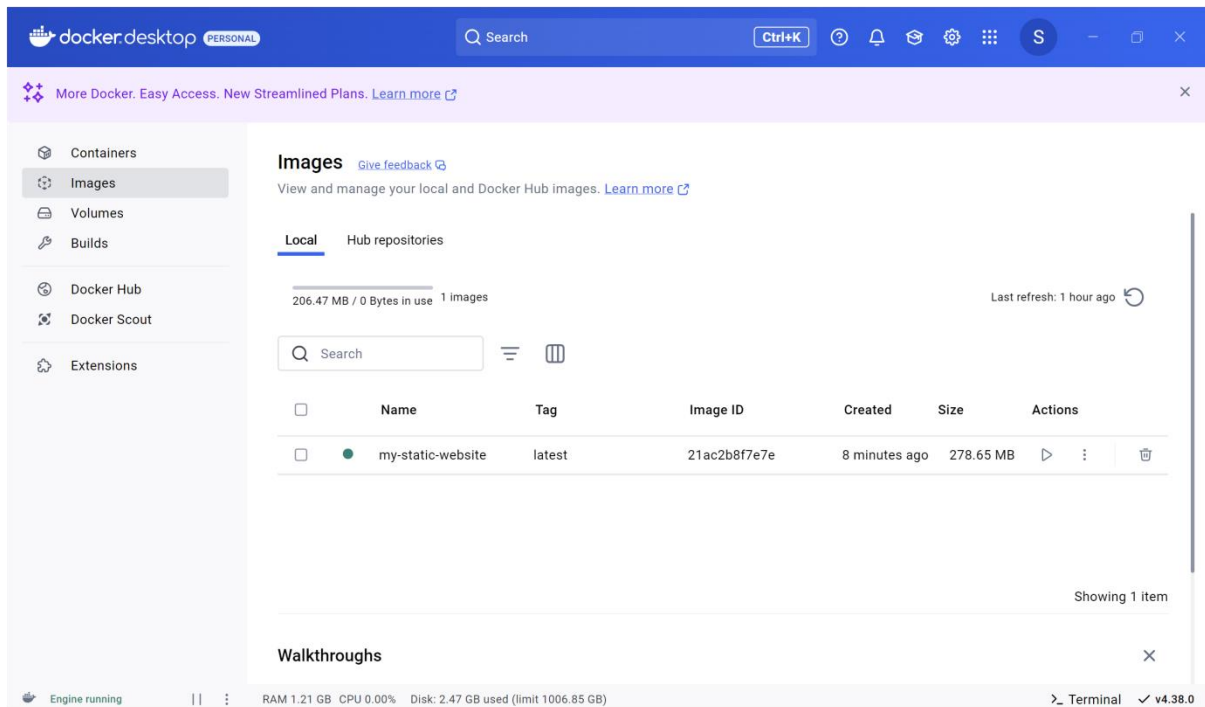 docker.desktop PERSONAL Search Ctrl+K S
More Docker. Easy Access. New Streamlined Plans. Learn more
Containers
Images
Volumes
Builds
Docker Hub
Docker Scout
Extensions
Images Give feedback
View and manage your local and Docker Hub images. Learn more
Local Hub repositories
206.47 MB / 0 Bytes in use 1 images Last refresh: 1 hour ago
Search
Name Tag Image ID Created Size Actions
my-static-website latest 21ac2b8f7e7e 8 minutes ago 278.65 MB
Showing 1 item
Walkthroughs
Engine running RAM 1.21 GB CPU 0.00% Disk: 2.47 GB used (limit 1006.85 GB) >_ Terminal v4.38.0